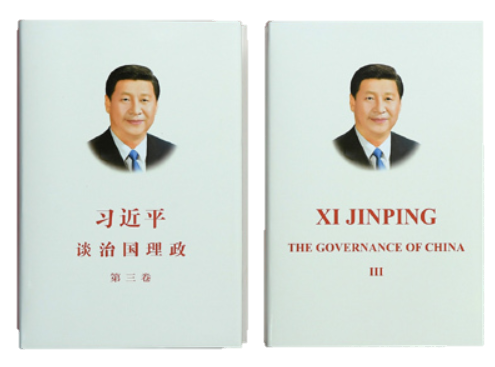 习近平
谈治国理政
第三卷
XI JINPING
THE GOVERNANCE OF CHINA
III